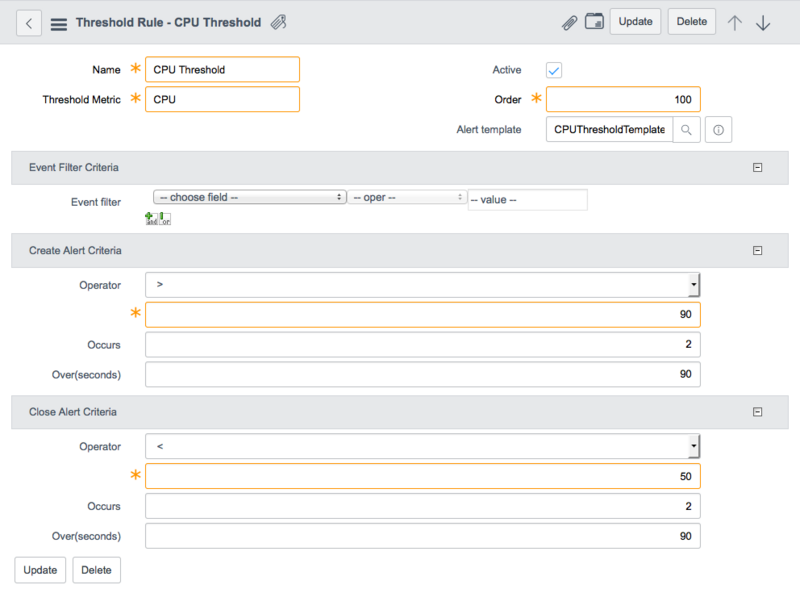 Threshold Rule - CPU Threshold
Update
Delete
Name
CPU Threshold
Active
Threshold Metric
CPU
Order
100
Alert template
CPUThresholdTemplate
Event Filter Criteria
Event filter
-- choose field --
-- oper --
-- value --
and
or
Create Alert Criteria
Operator
>
90
Occurs
2
Over(seconds)
90
Close Alert Criteria
Operator
<
50
Occurs
2
Over(seconds)
90
Update
Delete